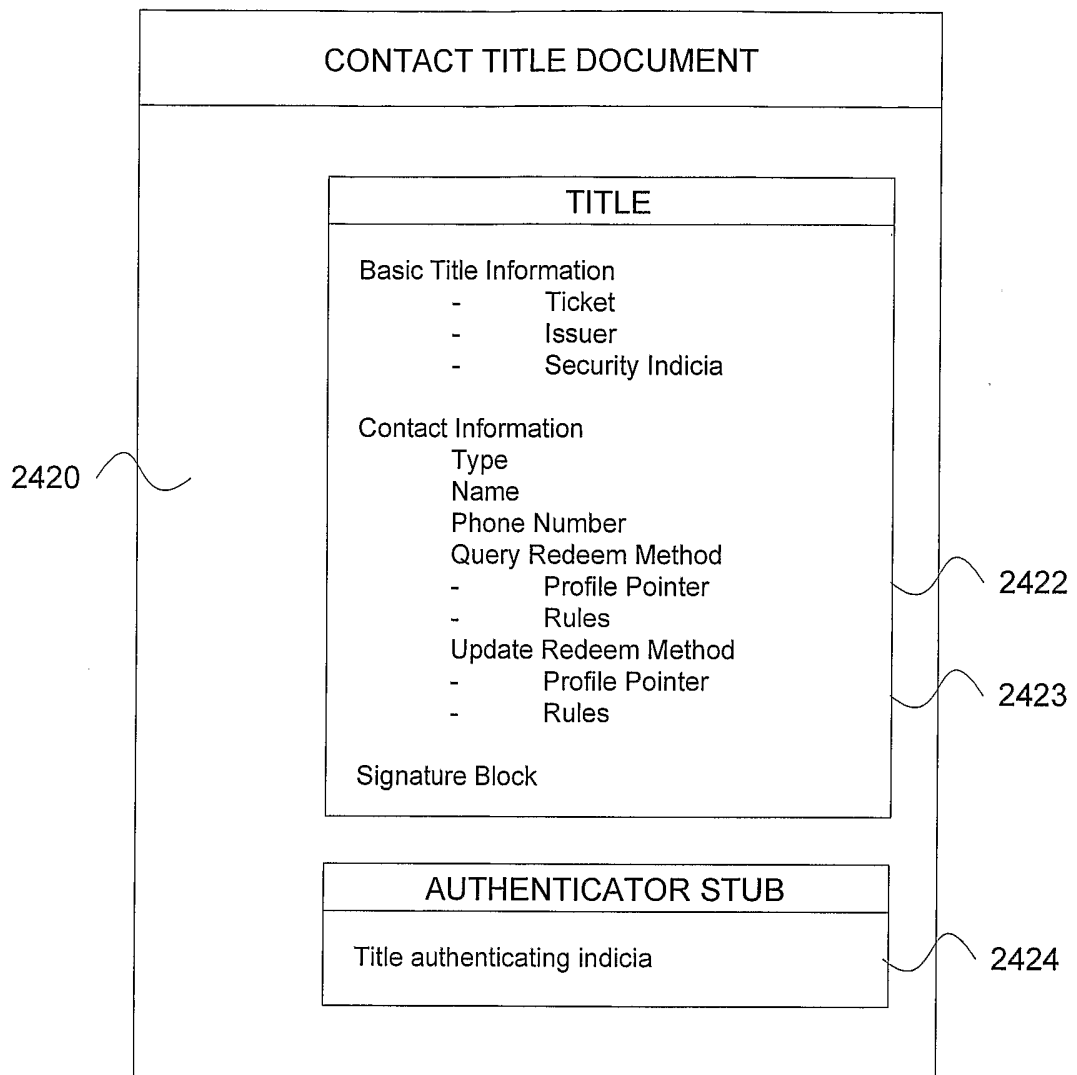 CONTACT TITLE DOCUMENT
TITLE
Basic Title Information
- Ticket
- Issuer
- Security Indicia
Contact Information
2420
Type
Name
Phone Number
Query Redeem Method
- Profile Pointer
2422
- Rules
Update Redeem Method
- Profile Pointer
2423
- Rules
Signature Block
AUTHENTICATOR STUB
Title authenticating indicia
2424